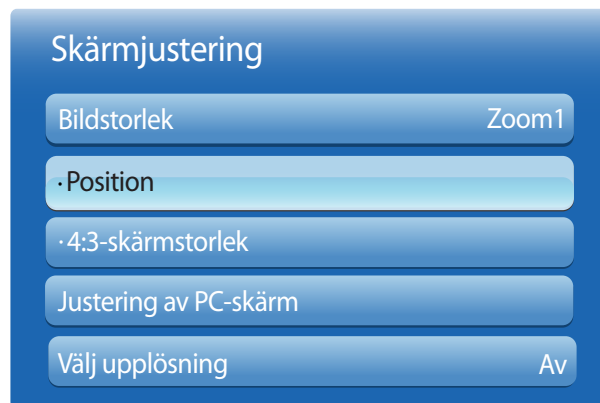 Skärmjustering
Bildstorlek Zoom1
·Position
·4:3-skärmstorlek
Justering av PC-skärm
Välj upplösning Av